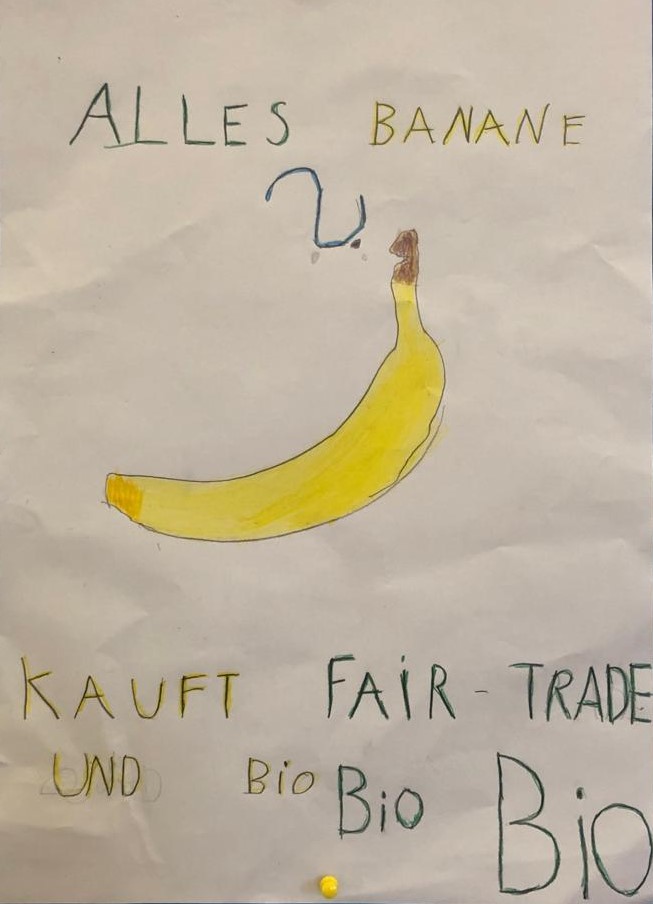 ALLES BANANE
?
KAUFT FAiR-TRADE
UND Bio Bio Bio